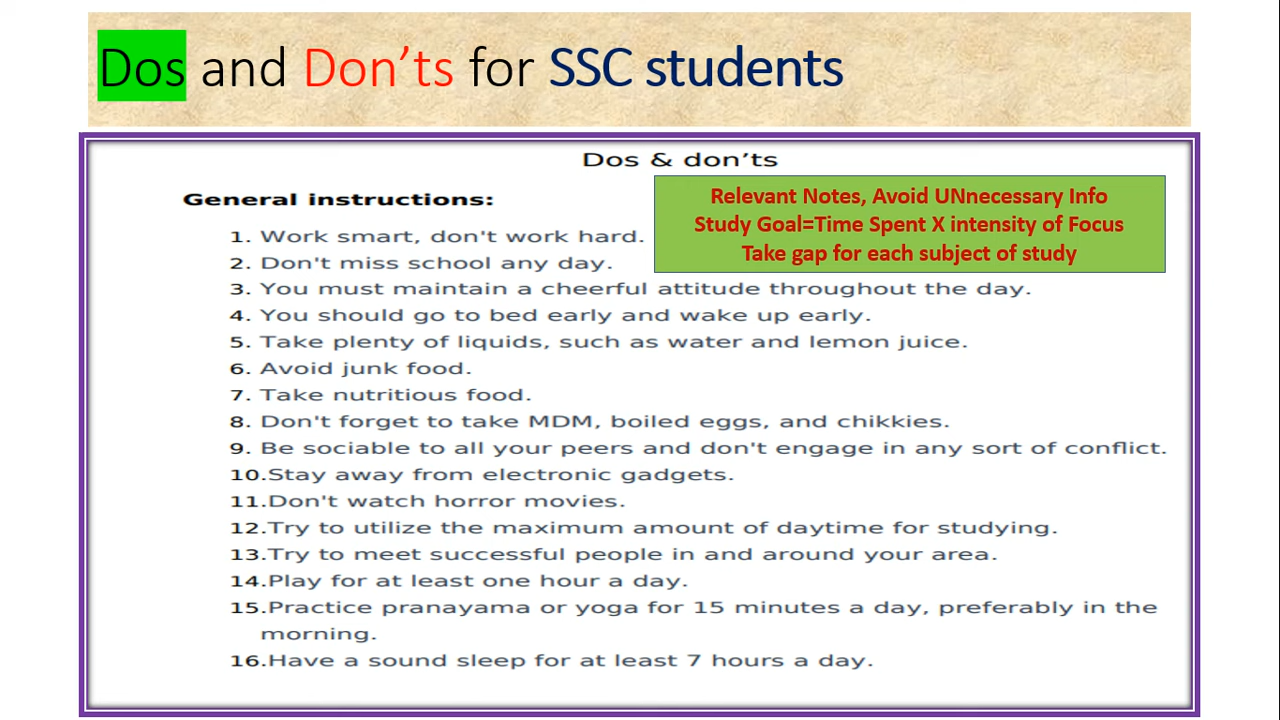 Dos and Don’ts for SSC students
Dos & don’ts
General instructions:
Relevant Notes, Avoid UNnecessary Info
Study Goal=Time Spent X intensity of Focus
Take gap for each subject of study
1. Work smart, don't work hard.
2. Don't miss school any day.
3. You must maintain a cheerful attitude throughout the day.
4. You should go to bed early and wake up early.
5. Take plenty of liquids, such as water and lemon juice.
6. Avoid junk food.
7. Take nutritious food.
8. Don't forget to take MDM, boiled eggs, and chikkies.
9. Be sociable to all your peers and don't engage in any sort of conflict.
10.Stay away from electronic gadgets.
11.Don't watch horror movies.
12.Try to utilize the maximum amount of daytime for studying.
13.Try to meet successful people in and around your area.
14.Play for at least one hour a day.
15.Practice pranayama or yoga for 15 minutes a day, preferably in the
morning.
16.Have a sound sleep for at least 7 hours a day.